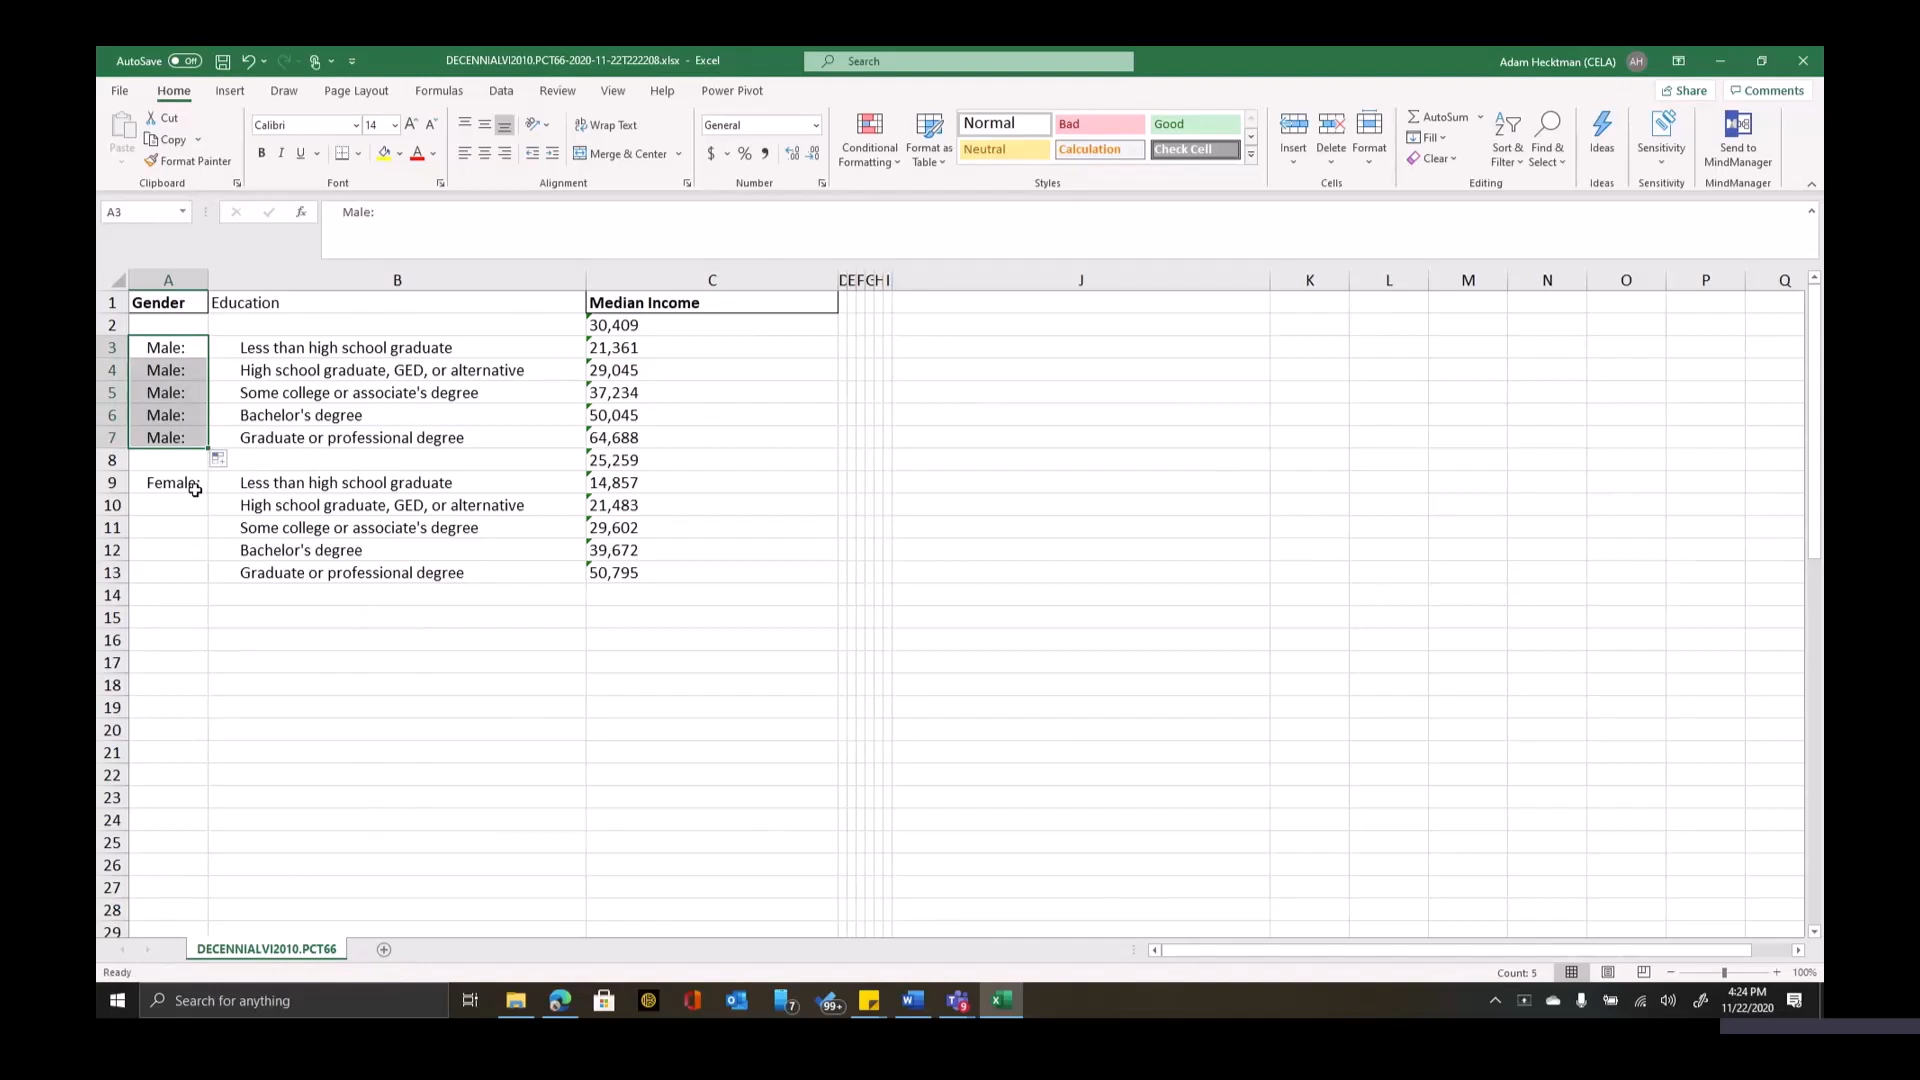 AutoSave Off DECENNIALVI2010.PCT66-2020-11-22T222208.xlsx - Excel Search Adam Hecktman (CELA) AH
File Home Insert Draw Page Layout Formulas Data Review View Help Power Pivot Share Comments
Paste Cut Copy Format Painter Clipboard
Calibri 14 B I U Font
Wrap Text Merge & Center Alignment
General $ % Number
Conditional Formatting Format as Table
Normal Bad Good
Neutral Calculation Check Cell
Styles
Insert Delete Format Cells
AutoSum Fill Clear Sort & Filter Find & Select Editing
Ideas Ideas
Sensitivity Sensitivity
Send to MindManager MindManager
A3 fx Male:
A B C D E F G H I J K L M N O P Q
1 Gender Education Median Income
2 30,409
3 Male: Less than high school graduate 21,361
4 Male: High school graduate, GED, or alternative 29,045
5 Male: Some college or associate's degree 37,234
6 Male: Bachelor's degree 50,045
7 Male: Graduate or professional degree 64,688
8 25,259
9 Female: Less than high school graduate 14,857
10 High school graduate, GED, or alternative 21,483
11 Some college or associate's degree 29,602
12 Bachelor's degree 39,672
13 Graduate or professional degree 50,795
14
15
16
17
18
19
20
21
22
23
24
25
26
27
28
29
DECENNIALVI2010.PCT66
Ready Count: 5 100%
Search for anything 7 99+ 9 4:24 PM
11/22/2020